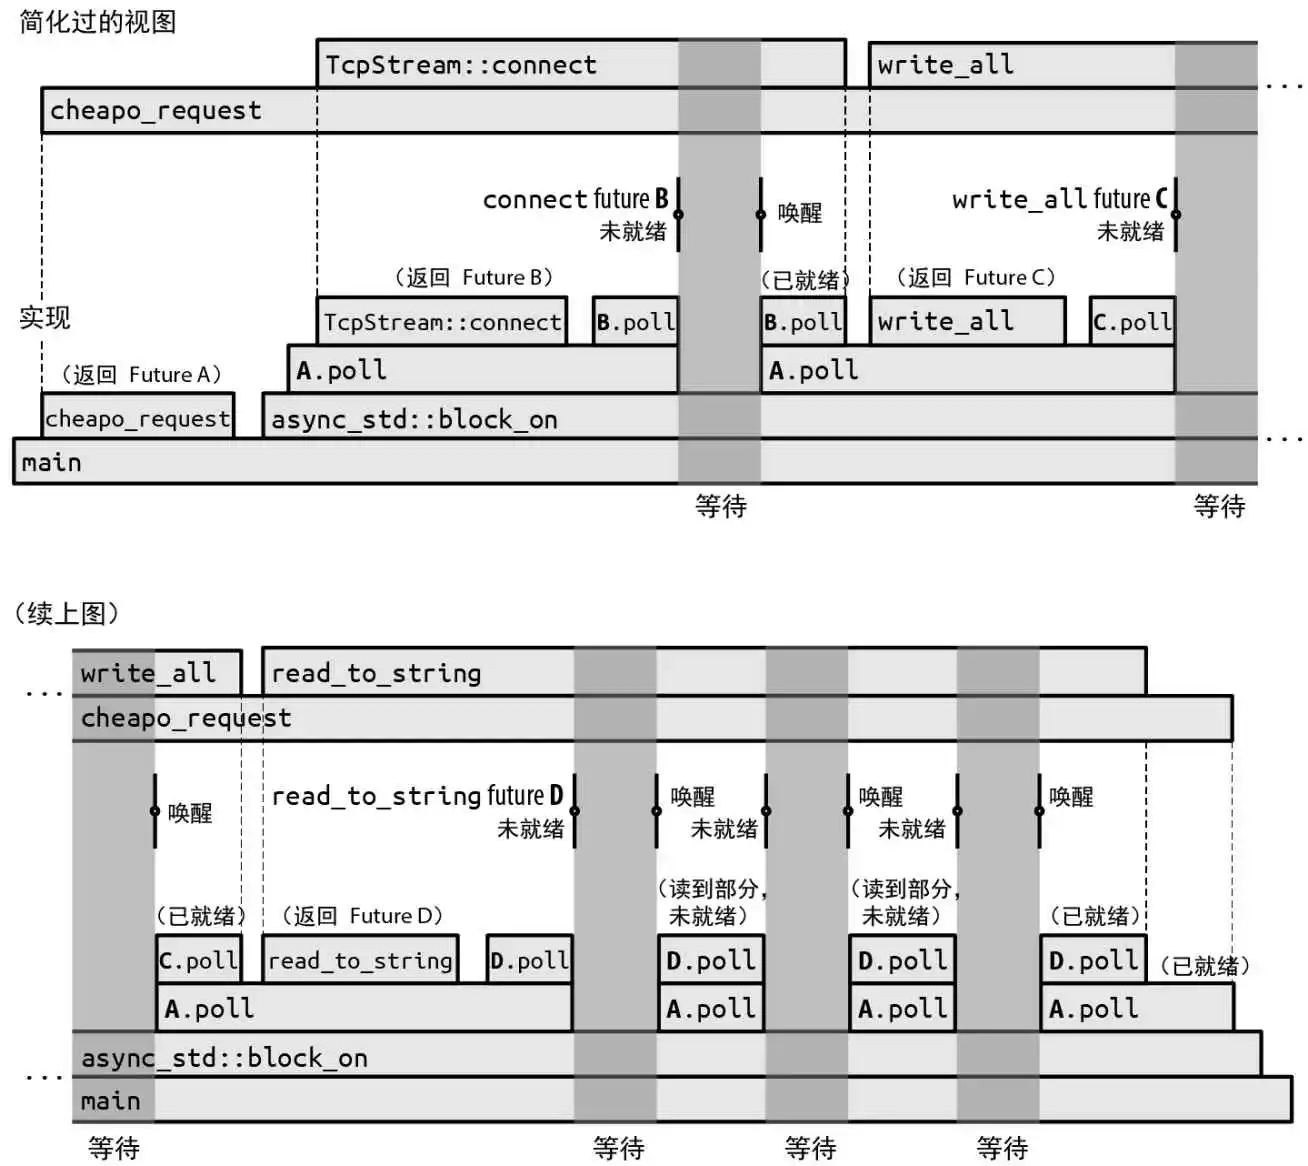 简化过的视图
TcpStream::connect
write_all
cheapo_request
...
connect future B
未就绪
唤醒
write_all future C
未就绪
(返回 Future B)
(已就绪)
(返回 Future C)
实现
TcpStream::connect
B.poll
B.poll
write_all
C.poll
(返回 Future A)
A.poll
A.poll
cheapo_request
async_std::block_on
main
...
等待
等待
(续上图)
write_all
read_to_string
...
cheapo_request
唤醒
read_to_string future D
未就绪
唤醒
未就绪
唤醒
未就绪
唤醒
(已就绪)
(返回 Future D)
(读到部分，
未就绪)
(读到部分，
未就绪)
(已就绪)
C.poll
read_to_string
D.poll
D.poll
D.poll
D.poll
(已就绪)
A.poll
A.poll
A.poll
A.poll
async_std::block_on
...
main
等待
等待
等待
等待